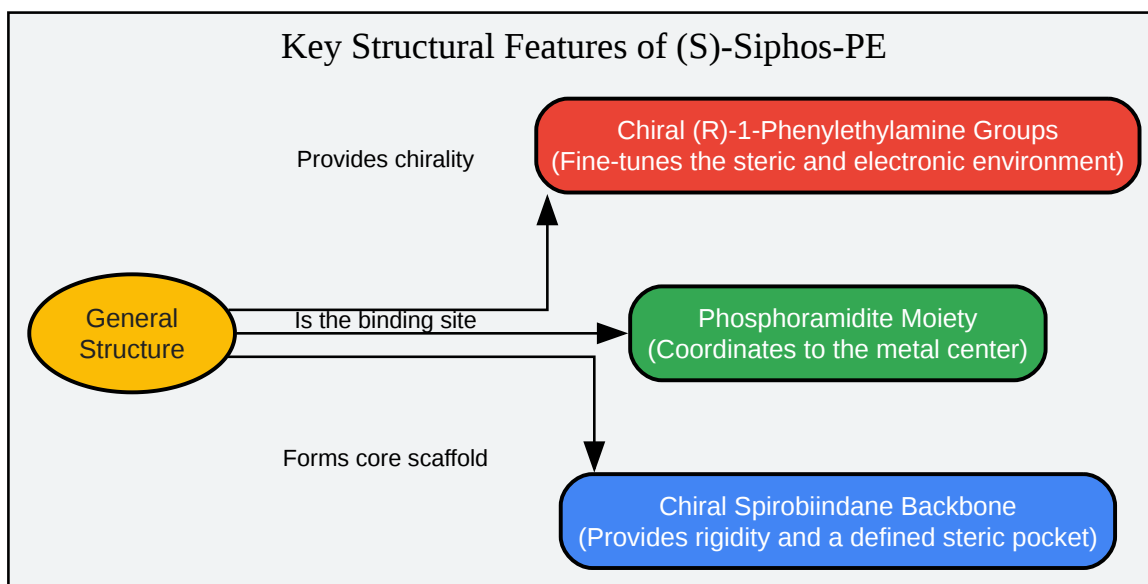 Key Structural Features of (S)-Siphos-PE
Chiral (R)-1-Phenylethylamine Groups
(Fine-tunes the steric and electronic environment)
Provides chirality
General
Structure
Is the binding site
Phosphoramidite Moiety
(Coordinates to the metal center)
Forms core scaffold
Chiral Spirobiindane Backbone
(Provides rigidity and a defined steric pocket)